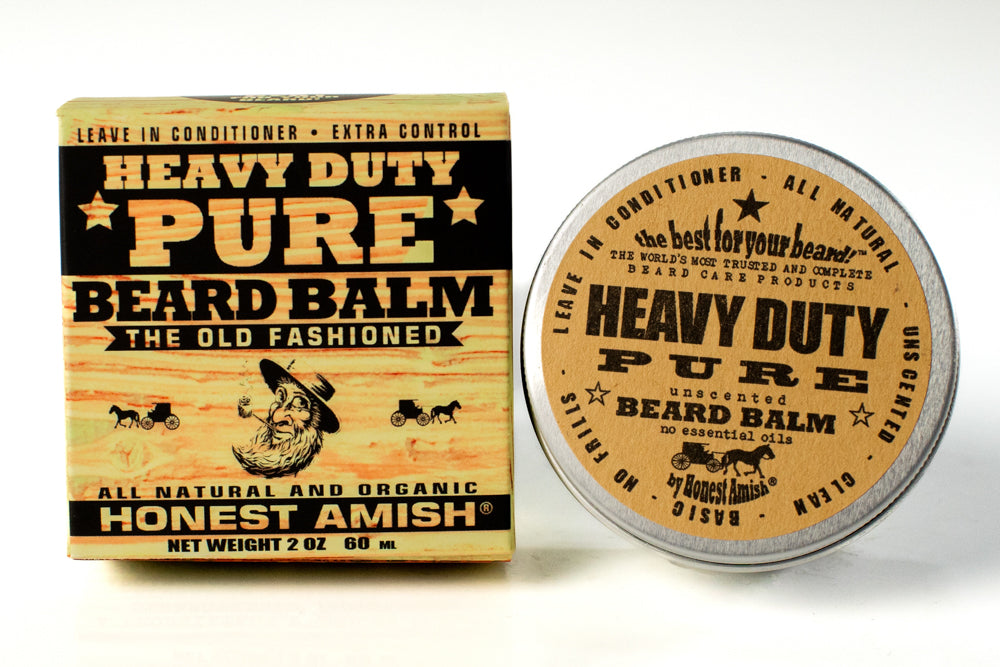 LEAVE IN CONDITIONER • EXTRA CONTROL
HEAVY DUTY
PURE
BEARD BALM
THE OLD FASHIONED
ALL NATURAL AND ORGANIC
HONEST AMISH®
NET WEIGHT 2 OZ 60 ML
LEAVE IN CONDITIONER - ALL NATURAL - UNSCENTED - CLEAN - BASIC - NO FRILLS -
the best for your beard!™
THE WORLD'S MOST TRUSTED AND COMPLETE
BEARD CARE PRODUCTS
HEAVY DUTY
PURE
unscented
BEARD BALM
no essential oils
by Honest Amish®